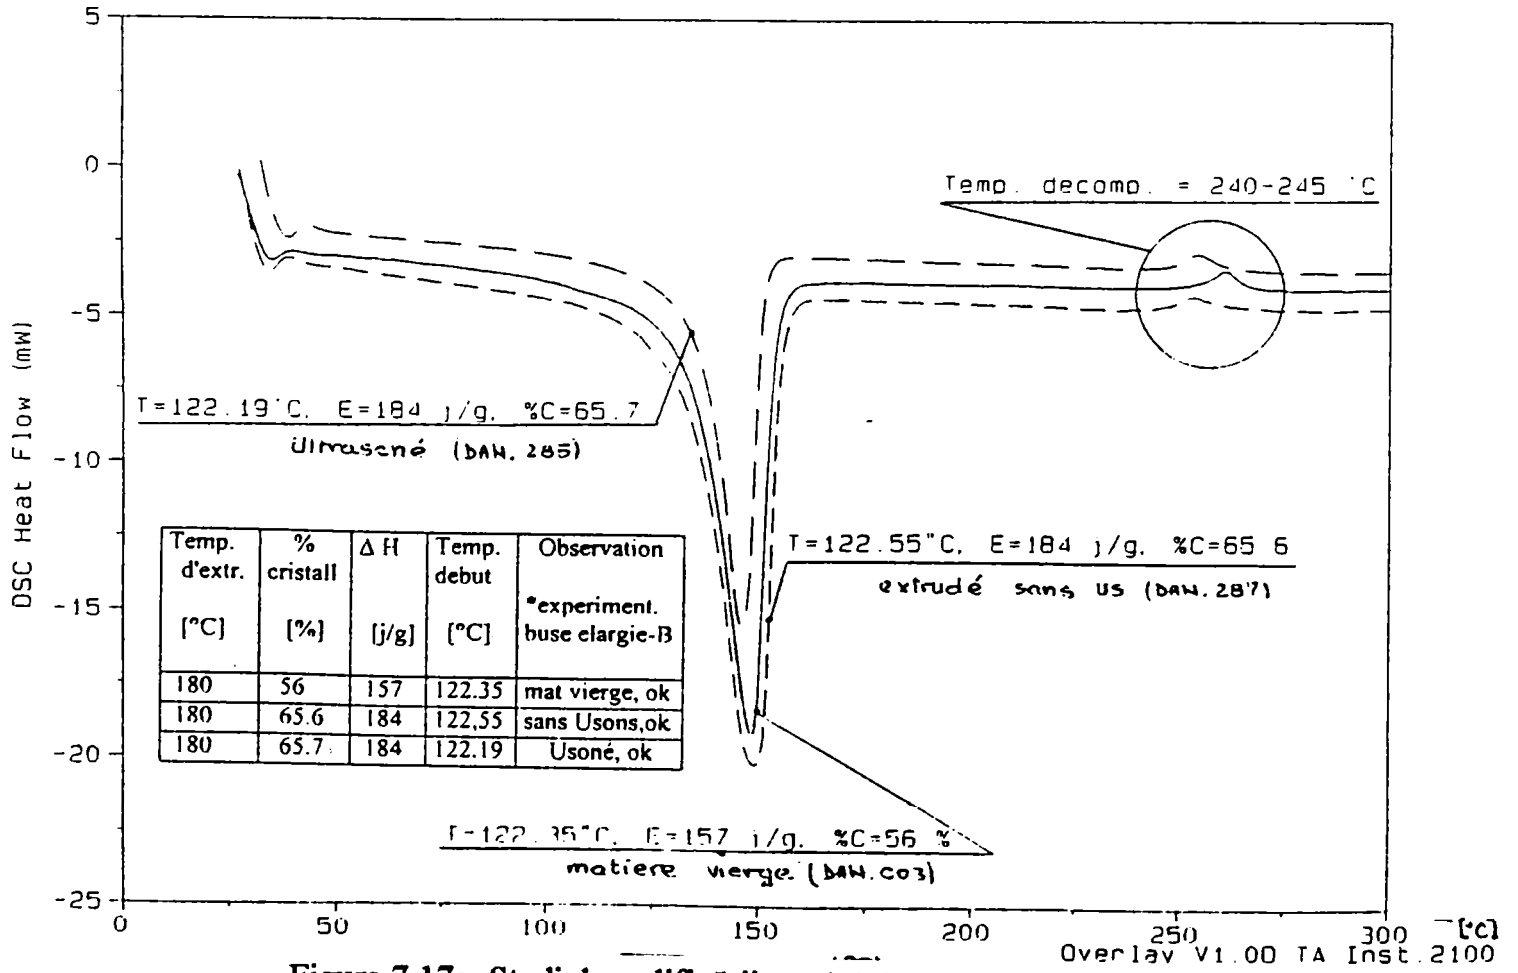 5
0
-5
-10
-15
-20
-25
DSC Heat Flow (mW)
Temp. decomp. = 240-245 °C
T=122.19°C. E=184 j/g. %C=65.7
Ultrasoné (DAW.285)
T=122.55°C. E=184 j/g. %C=65 6
extrudé sans US (DAW.287)
Temp. d'extr. [°C] % cristall [%] Δ H [j/g] Temp. debut [°C] Observation *experiment. buse elargie-B
180 56 157 122.35 mat vierge, ok
180 65.6 184 122,55 sans Usons,ok
180 65.7 184 122.19 Usoné, ok
T=122.35°C. E=157 j/g. %C=56 %
matiere vierge (DAW.C03)
0 50 100 150 200 250 300 [°C]
Overlay V1.00 TA Inst.2100
Figure 7.17: